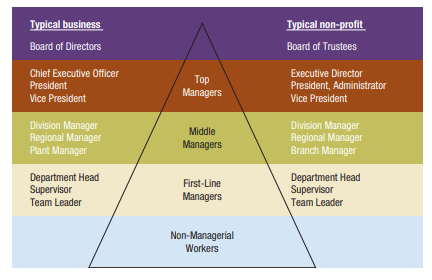 Typical business
Typical non-profit
Board of Directors
Board of Trustees
Chief Executive Officer
President
Vice President
Top
Managers
Executive Director
President, Administrator
Vice President
Division Manager
Regional Manager
Plant Manager
Middle
Managers
Division Manager
Regional Manager
Branch Manager
Department Head
Supervisor
Team Leader
First-Line
Managers
Department Head
Supervisor
Team Leader
Non-Managerial
Workers